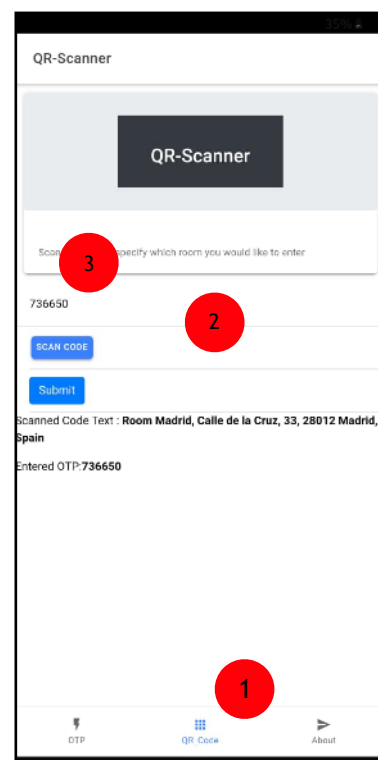 35%
QR-Scanner
QR-Scanner
Scan specify which room you would like to enter
3
736650
2
SCAN CODE
Submit
Scanned Code Text : Room Madrid, Calle de la Cruz, 33, 28012 Madrid,
Spain
Entered OTP:736650
1
OTP QR Code About